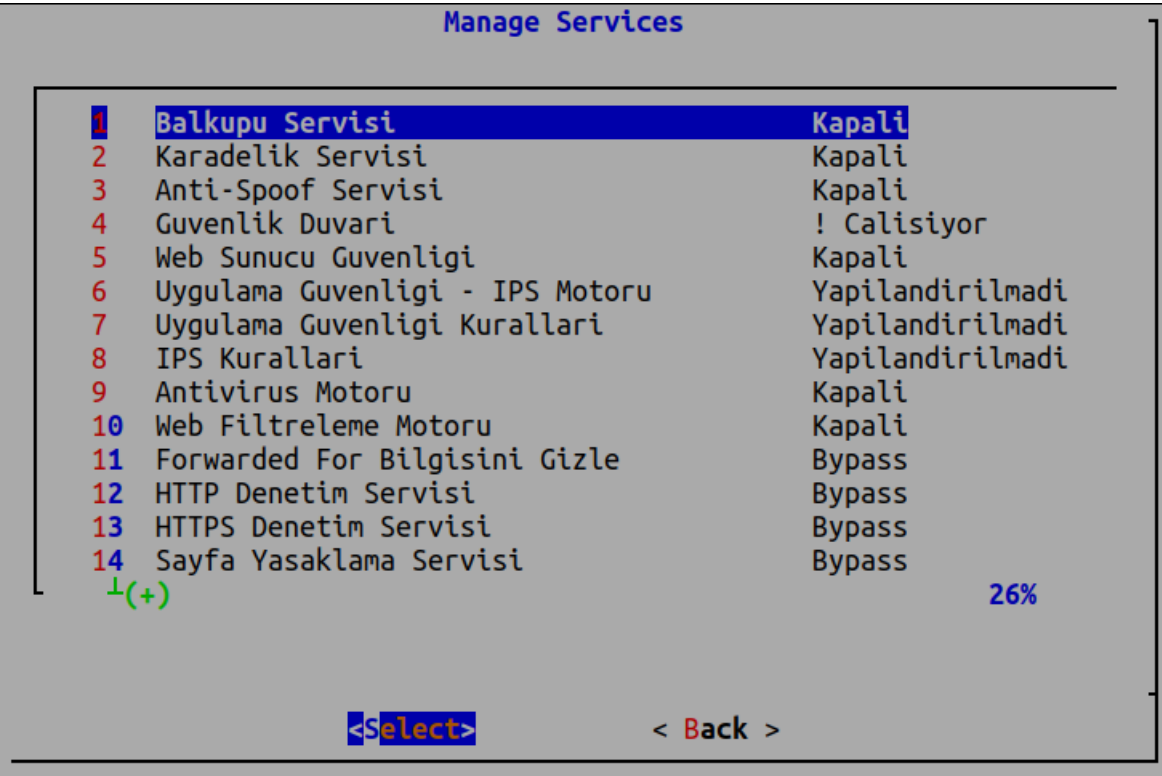 Manage Services
1 Balkupu Servisi Kapali
2 Karadelik Servisi Kapali
3 Anti-Spoof Servisi Kapali
4 Guvenlik Duvari ! Calisiyor
5 Web Sunucu Guvenligi Kapali
6 Uygulama Guvenligi - IPS Motoru Yapilandirilmadi
7 Uygulama Guvenligi Kurallari Yapilandirilmadi
8 IPS Kurallari Yapilandirilmadi
9 Antivirus Motoru Kapali
10 Web Filtreleme Motoru Kapali
11 Forwarded For Bilgisini Gizle Bypass
12 HTTP Denetim Servisi Bypass
13 HTTPS Denetim Servisi Bypass
14 Sayfa Yasaklama Servisi Bypass
┴(+) 26%
<Select> < Back >